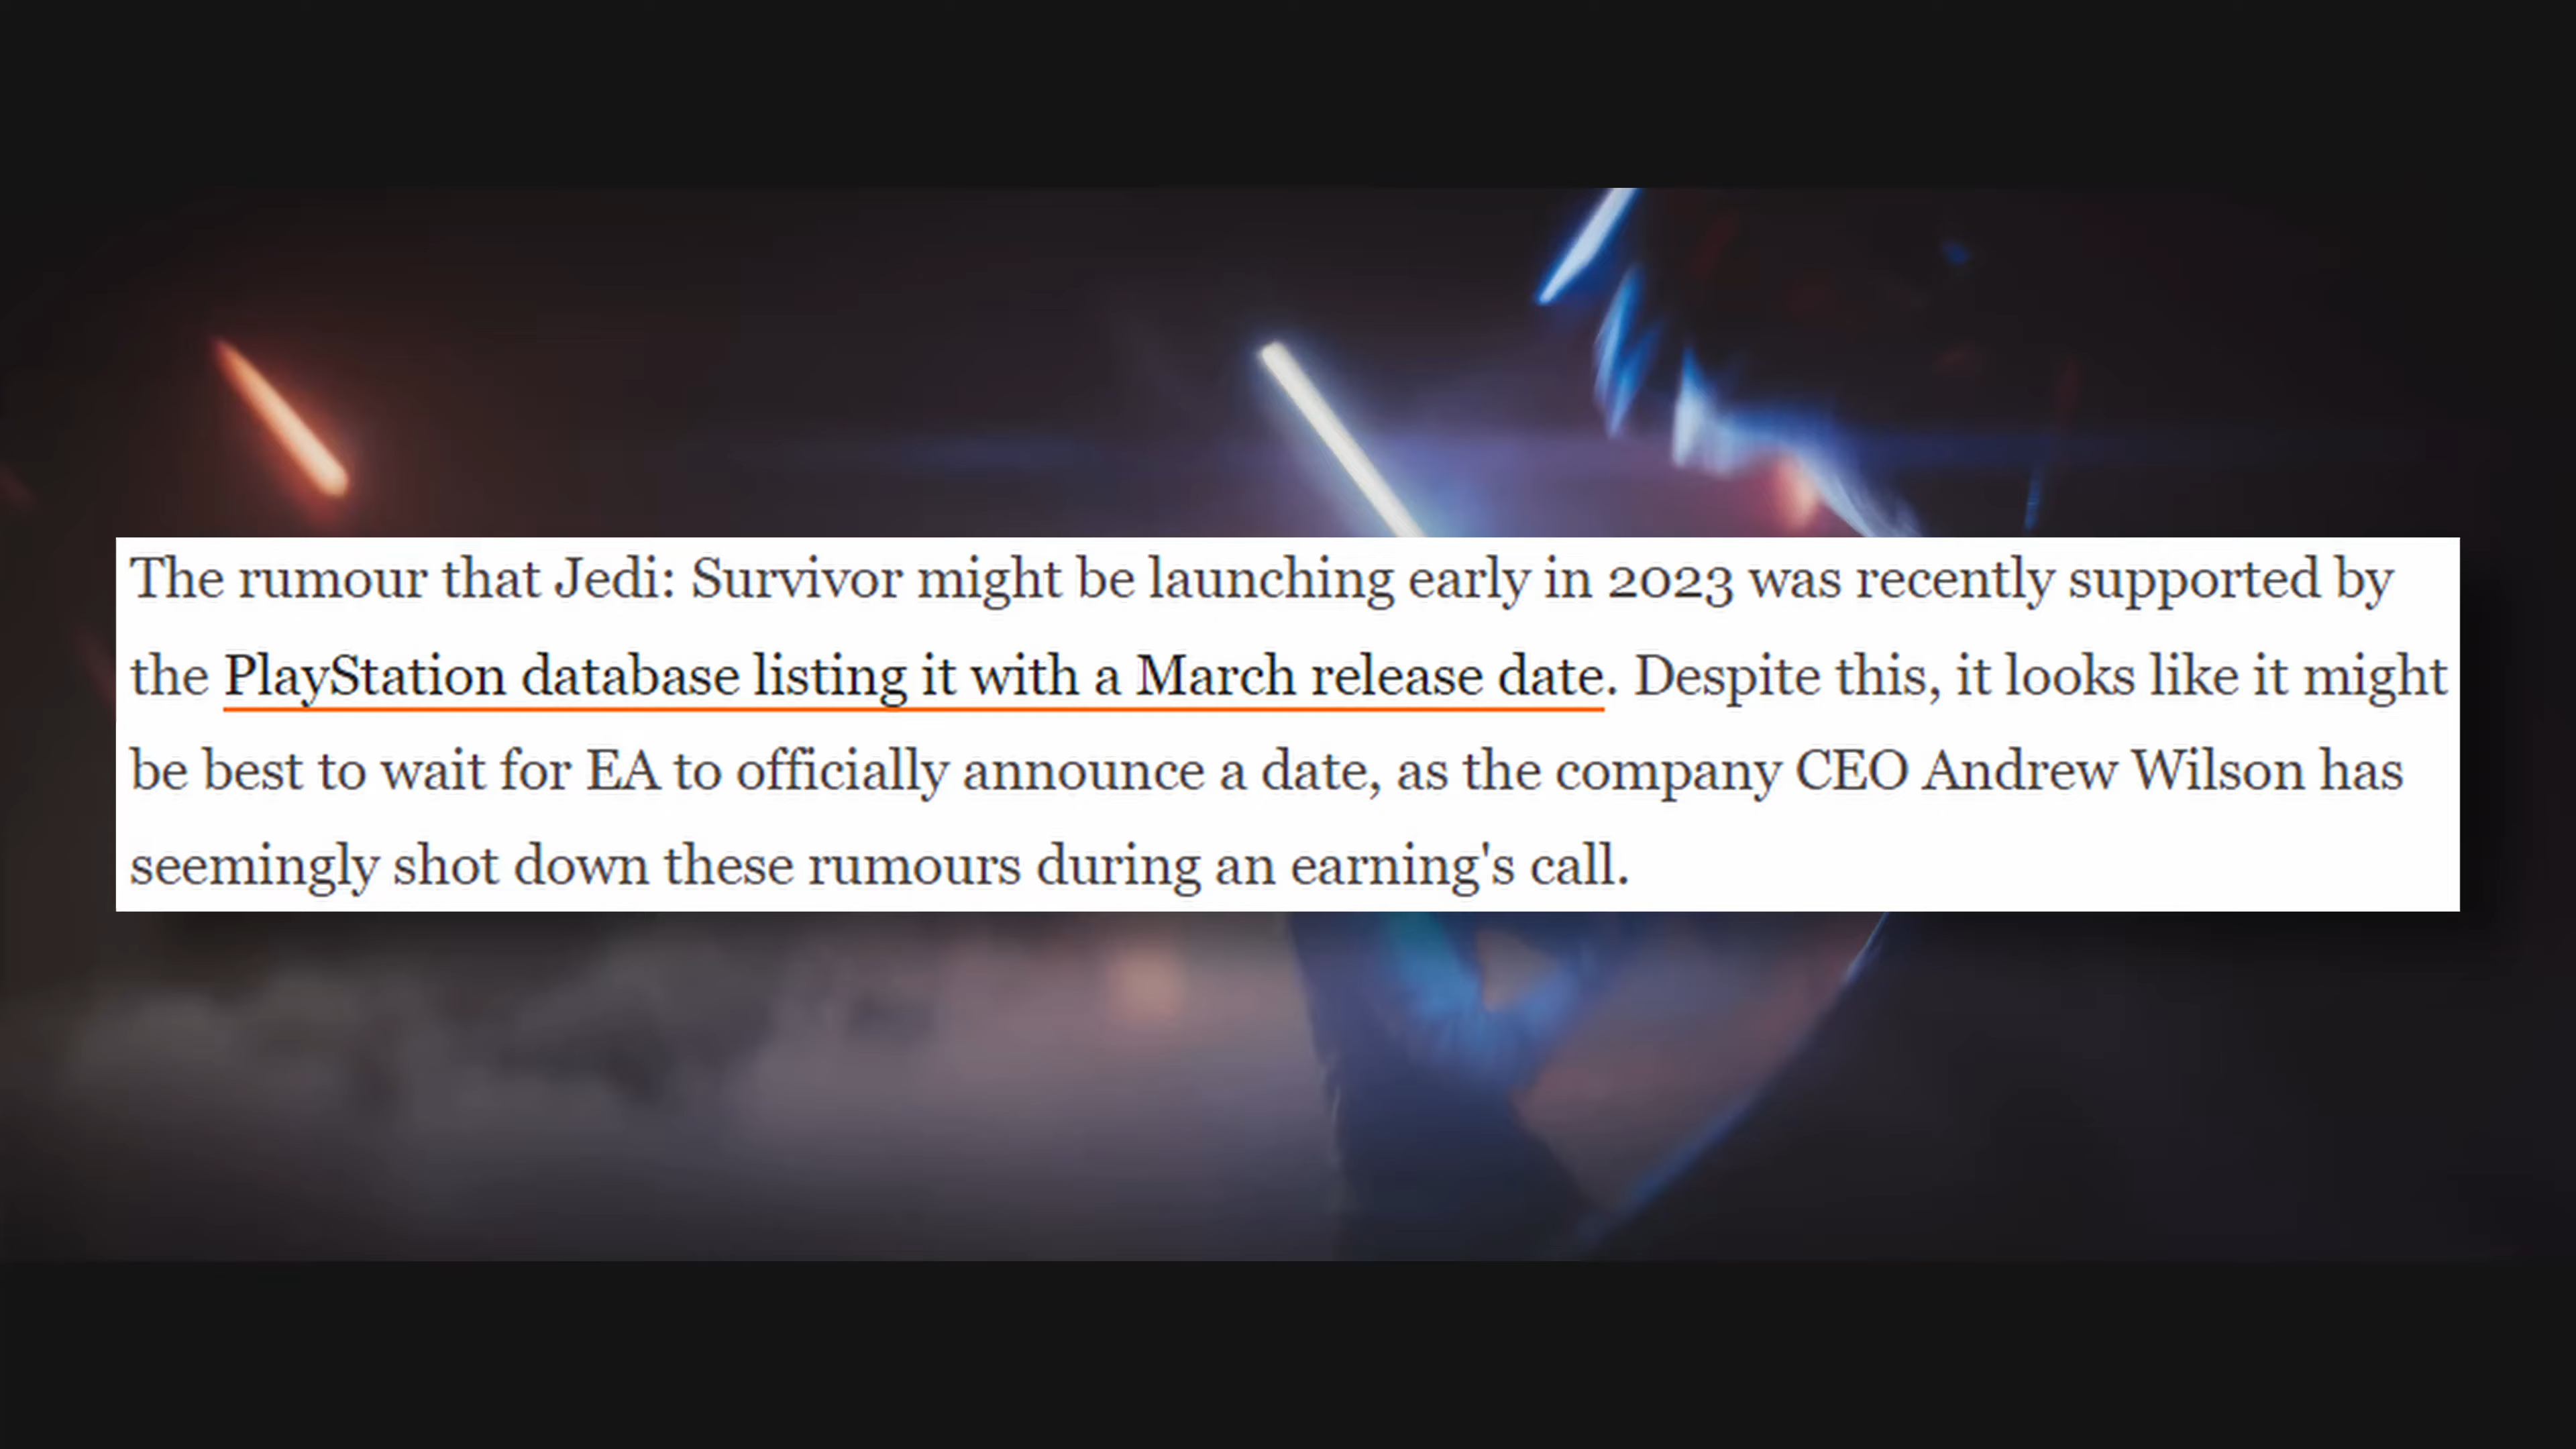 The rumour that Jedi: Survivor might be launching early in 2023 was recently supported by
the PlayStation database listing it with a March release date. Despite this, it looks like it might
be best to wait for EA to officially announce a date, as the company CEO Andrew Wilson has
seemingly shot down these rumours during an earning's call.